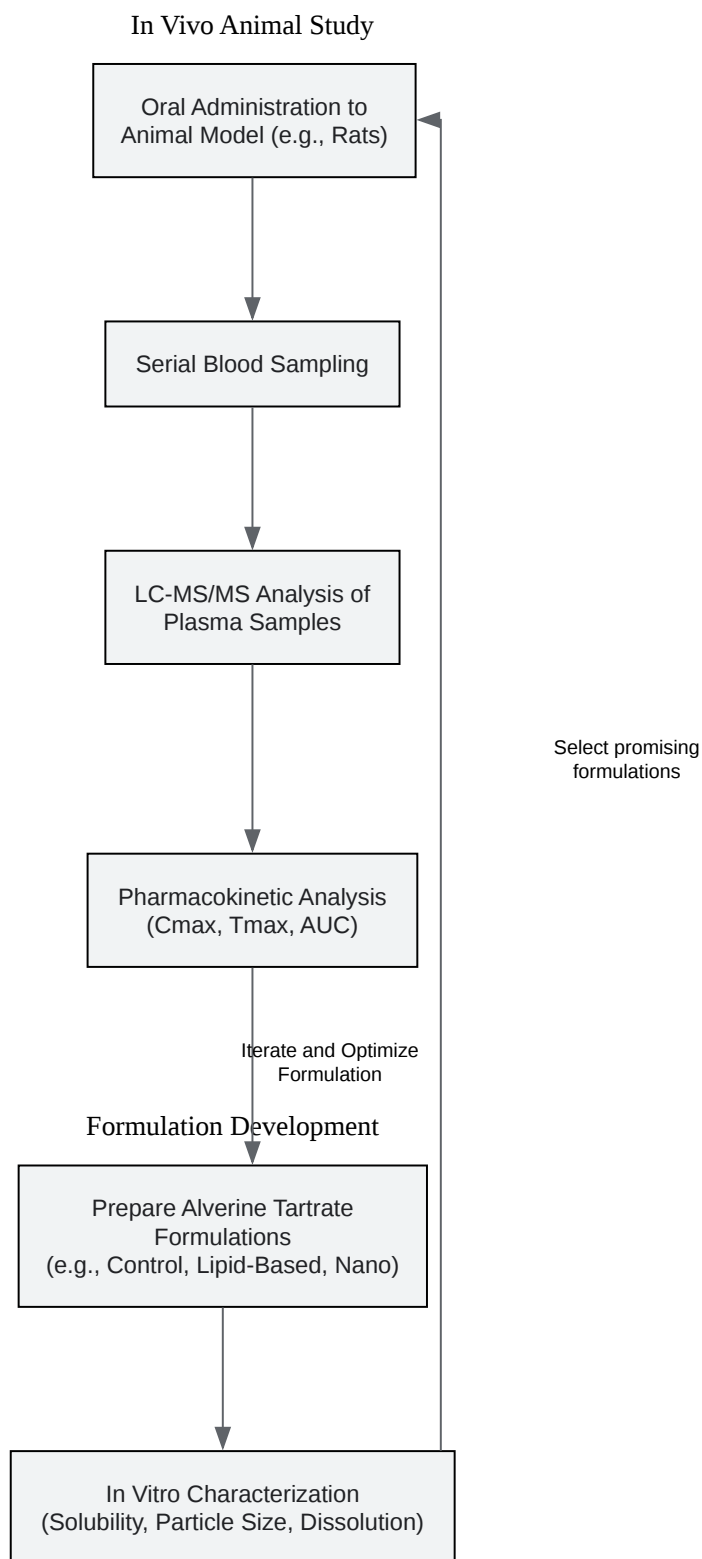 In Vivo Animal Study
Oral Administration to
Animal Model (e.g., Rats)
Serial Blood Sampling
LC-MS/MS Analysis of
Plasma Samples
Select promising
formulations
Pharmacokinetic Analysis
(Cmax, Tmax, AUC)
Iterate and Optimize
Formulation
Formulation Development
Prepare Alverine Tartrate
Formulations
(e.g., Control, Lipid-Based, Nano)
In Vitro Characterization
(Solubility, Particle Size, Dissolution)